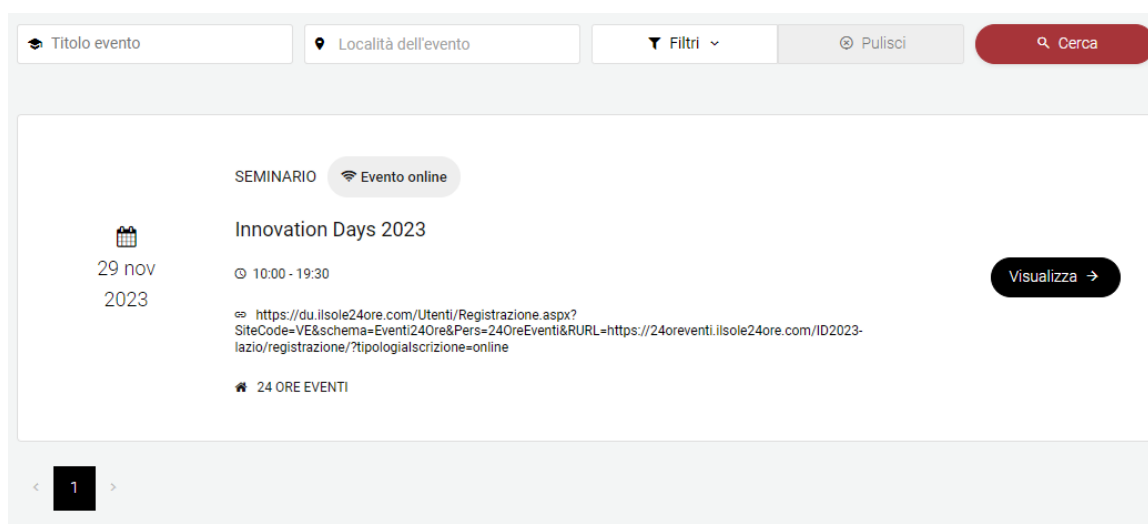 Titolo evento
Località dell'evento
Filtri
Pulisci
Cerca
SEMINARIO
Evento online
Innovation Days 2023
29 nov
2023
10:00 - 19:30
Visualizza
https://du.ilsole24ore.com/Utenti/Registrazione.aspx?
SiteCode=VE&schema=Eventi24Ore&Pers=24OreEventi&RURL=https://24oreventi.ilsole24ore.com/ID2023-
lazio/registrazione/?tipologiaIscrizione=online
24 ORE EVENTI
1